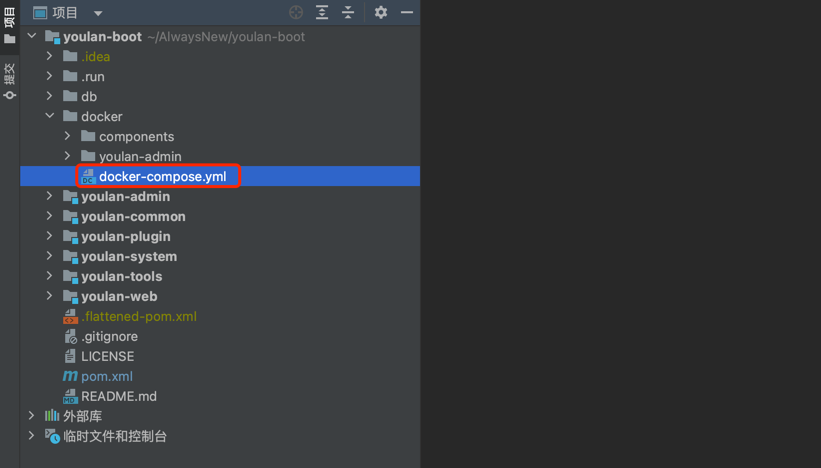 项目
提交
项目
youlan-boot ~/AlwaysNew/youlan-boot
.idea
.run
db
docker
components
youlan-admin
docker-compose.yml
youlan-admin
youlan-common
youlan-plugin
youlan-system
youlan-tools
youlan-web
.flattened-pom.xml
.gitignore
LICENSE
pom.xml
README.md
外部库
临时文件和控制台